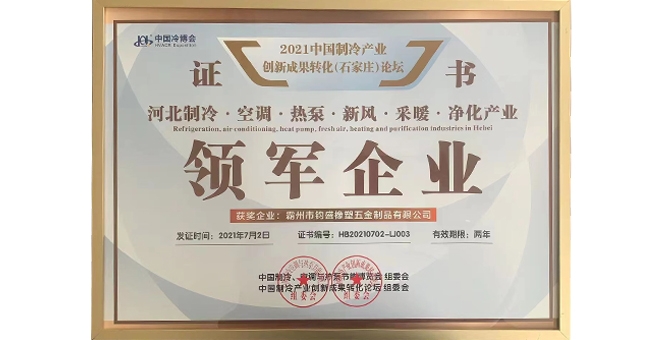 中国冷博会
HVACR Exposition
2021中国制冷产业
创新成果转化(石家庄)论坛
证 书
河北制冷·空调·热泵·新风·采暖·净化产业
Refrigeration, air conditioning, heat pump, fresh air, heating and purification industries in Hebei
领军企业
获奖企业：霸州市钧盛橡塑五金制品有限公司
发证时间：2021年7月2日 证书编号：HB20210702-LJ003 有效期限：两年
中国制冷、空调与热泵节能博览会 组委会
中国制冷产业创新成果转化论坛 组委会
组委会 组委会